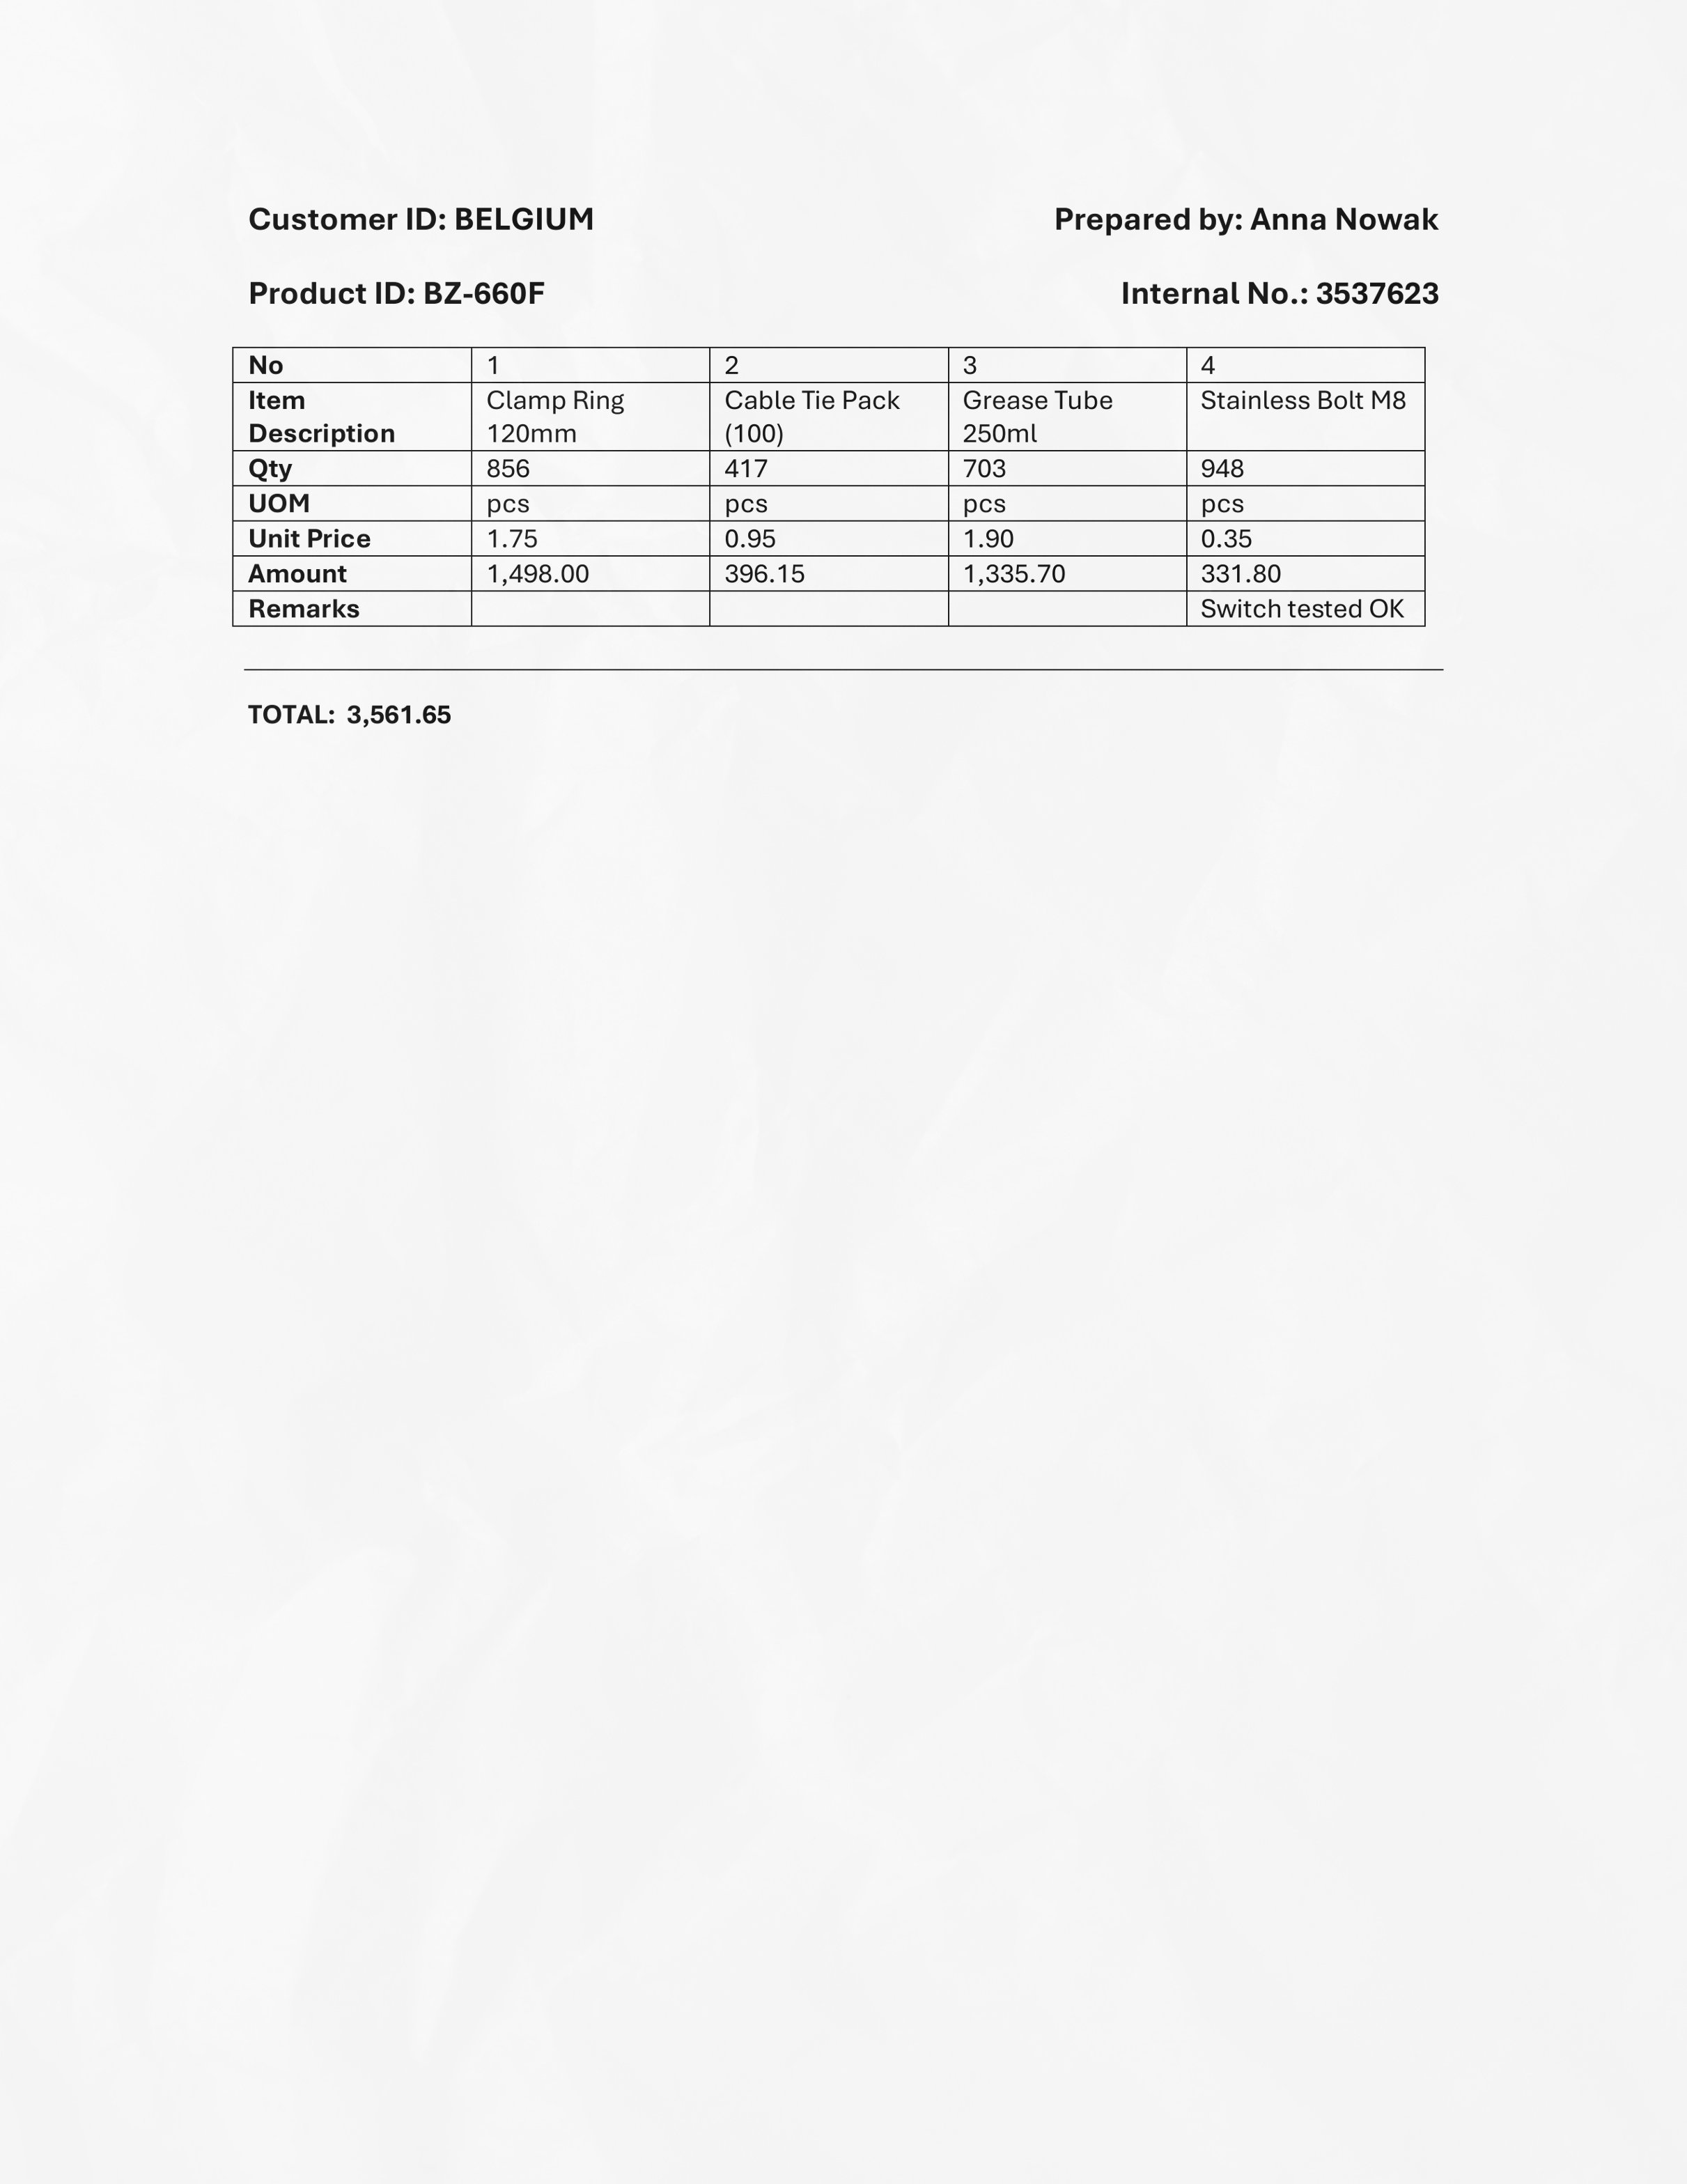 Customer ID: BELGIUM Prepared by: Anna Nowak
Product ID: BZ-660F Internal No.: 3537623
No 1 2 3 4
Item Description Clamp Ring 120mm Cable Tie Pack (100) Grease Tube 250ml Stainless Bolt M8
Qty 856 417 703 948
UOM pcs pcs pcs pcs
Unit Price 1.75 0.95 1.90 0.35
Amount 1,498.00 396.15 1,335.70 331.80
Remarks Switch tested OK
TOTAL: 3,561.65